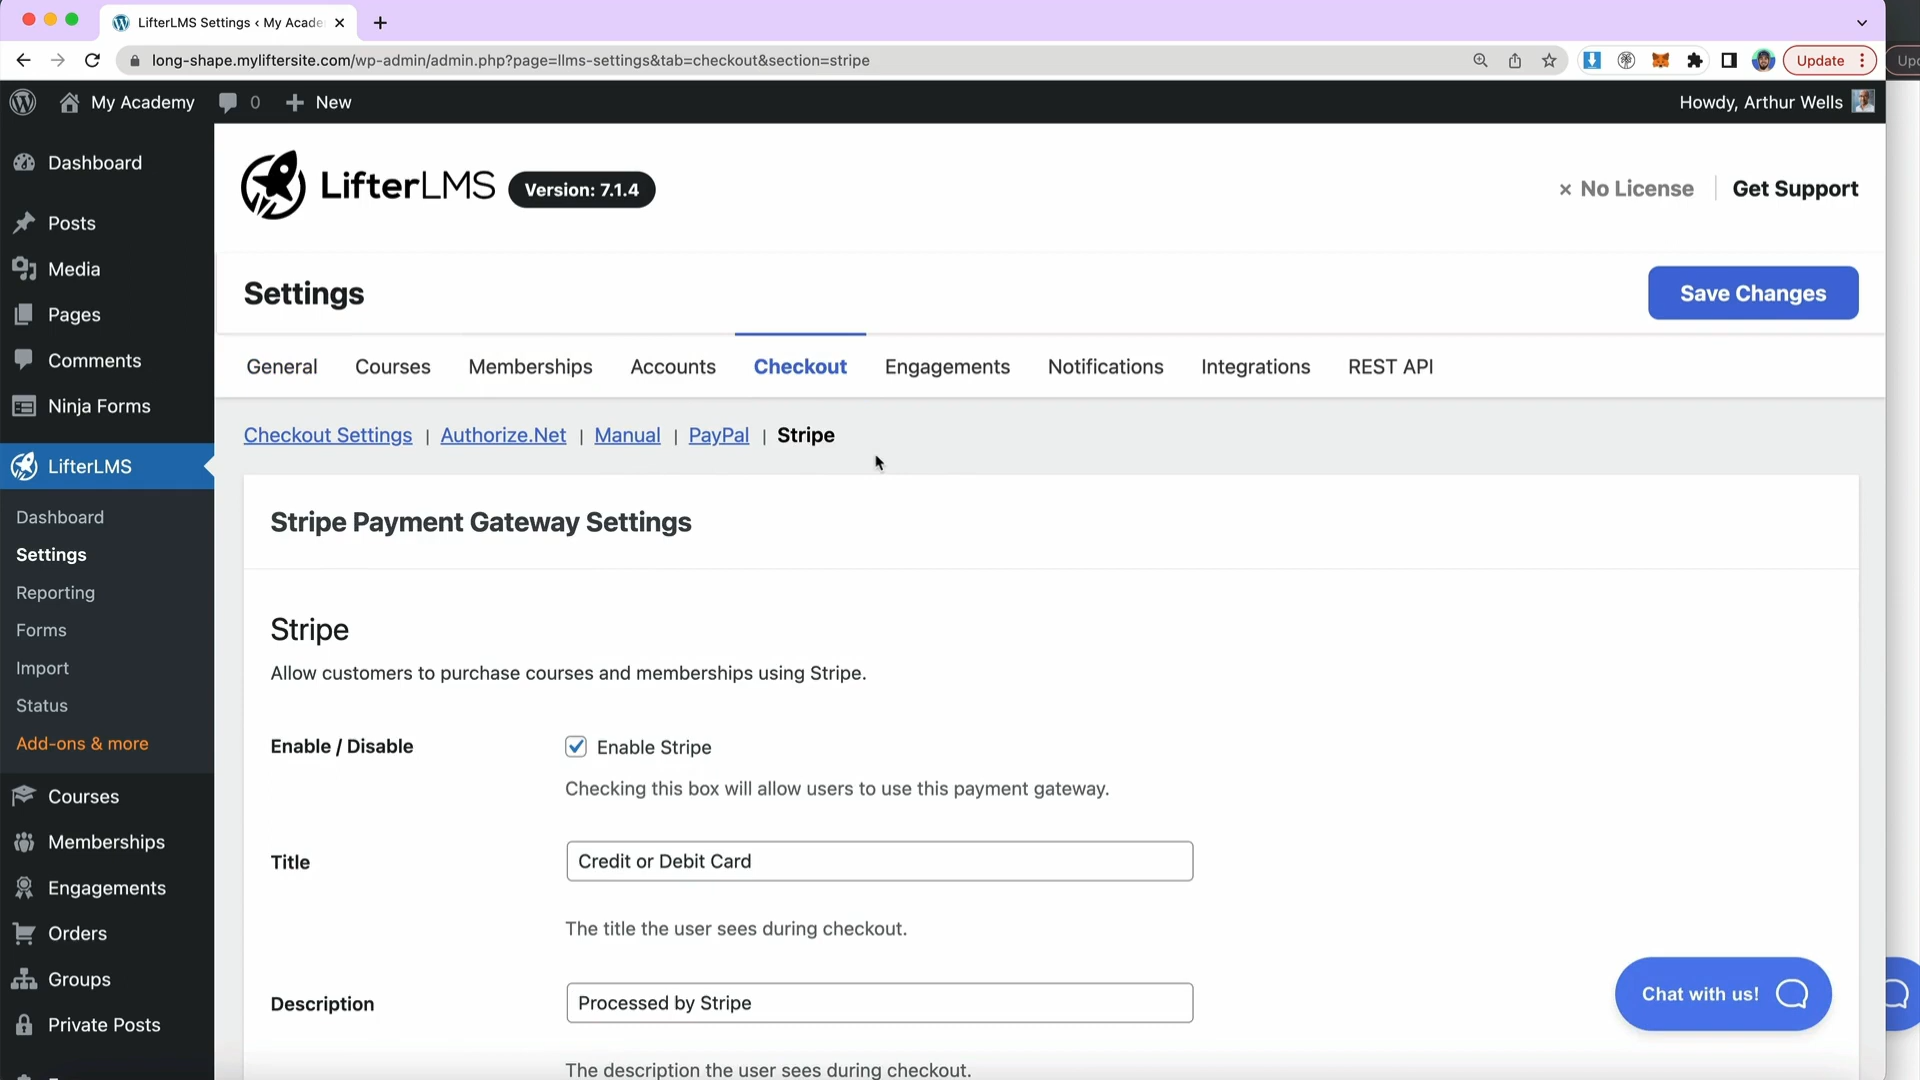 LifterLMS Settings ‹ My Acade
long-shape.myliftersite.com/wp-admin/admin.php?page=llms-settings&tab=checkout&section=stripe
Update
My Academy
0
New
Howdy, Arthur Wells
Dashboard
Posts
Media
Pages
Comments
Ninja Forms
LifterLMS
Dashboard
Settings
Reporting
Forms
Import
Status
Add-ons & more
Courses
Memberships
Engagements
Orders
Groups
Private Posts
LifterLMS
Version: 7.1.4
× No License
Get Support
Settings
Save Changes
General
Courses
Memberships
Accounts
Checkout
Engagements
Notifications
Integrations
REST API
Checkout Settings | Authorize.Net | Manual | PayPal | Stripe
Stripe Payment Gateway Settings
Stripe
Allow customers to purchase courses and memberships using Stripe.
Enable / Disable
Enable Stripe
Checking this box will allow users to use this payment gateway.
Title
Credit or Debit Card
The title the user sees during checkout.
Description
Processed by Stripe
The description the user sees during checkout.
Chat with us!